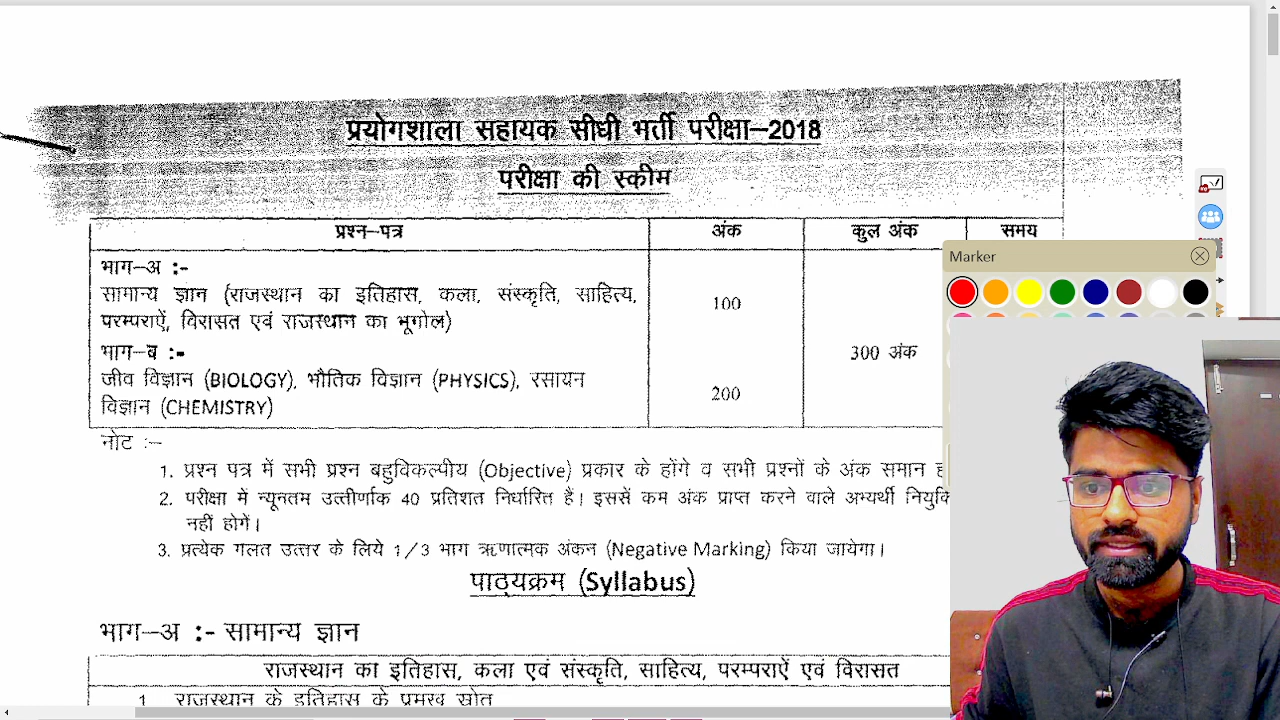 प्रयोगशाला सहायक सीधी भर्ती परीक्षा–2018
परीक्षा की स्कीम
प्रश्न–पत्र अंक कुल अंक समय
भाग–अ :-
सामान्य ज्ञान (राजस्थान का इतिहास, कला, संस्कृति, साहित्य,
परम्पराऐं, विरासत एवं राजस्थान का भूगोल)
100
भाग–ब :-
जीव विज्ञान (BIOLOGY), भौतिक विज्ञान (PHYSICS), रसायन
विज्ञान (CHEMISTRY)
200
300 अंक
Marker
नोट :–
1. प्रश्न पत्र में सभी प्रश्न बहुविकल्पीय (Objective) प्रकार के होंगे व सभी प्रश्नों के अंक समान
2. परीक्षा में न्यूनतम उत्तीर्णाक 40 प्रतिशत निर्धारित हैं। इससें कम अंक प्राप्त करने वाले अभ्यर्थी
नहीं होगें।
3. प्रत्येक गलत उत्तर के लिये 1/3 भाग ऋणात्मक अंकन (Negative Marking) किया जायेगा।
पाठ्यक्रम (Syllabus)
भाग–अ :- सामान्य ज्ञान
राजस्थान का इतिहास, कला एवं संस्कृति, साहित्य, परम्पराऐं एवं विरासत
1. राजस्थान के इतिहास के प्रमुख स्रोत